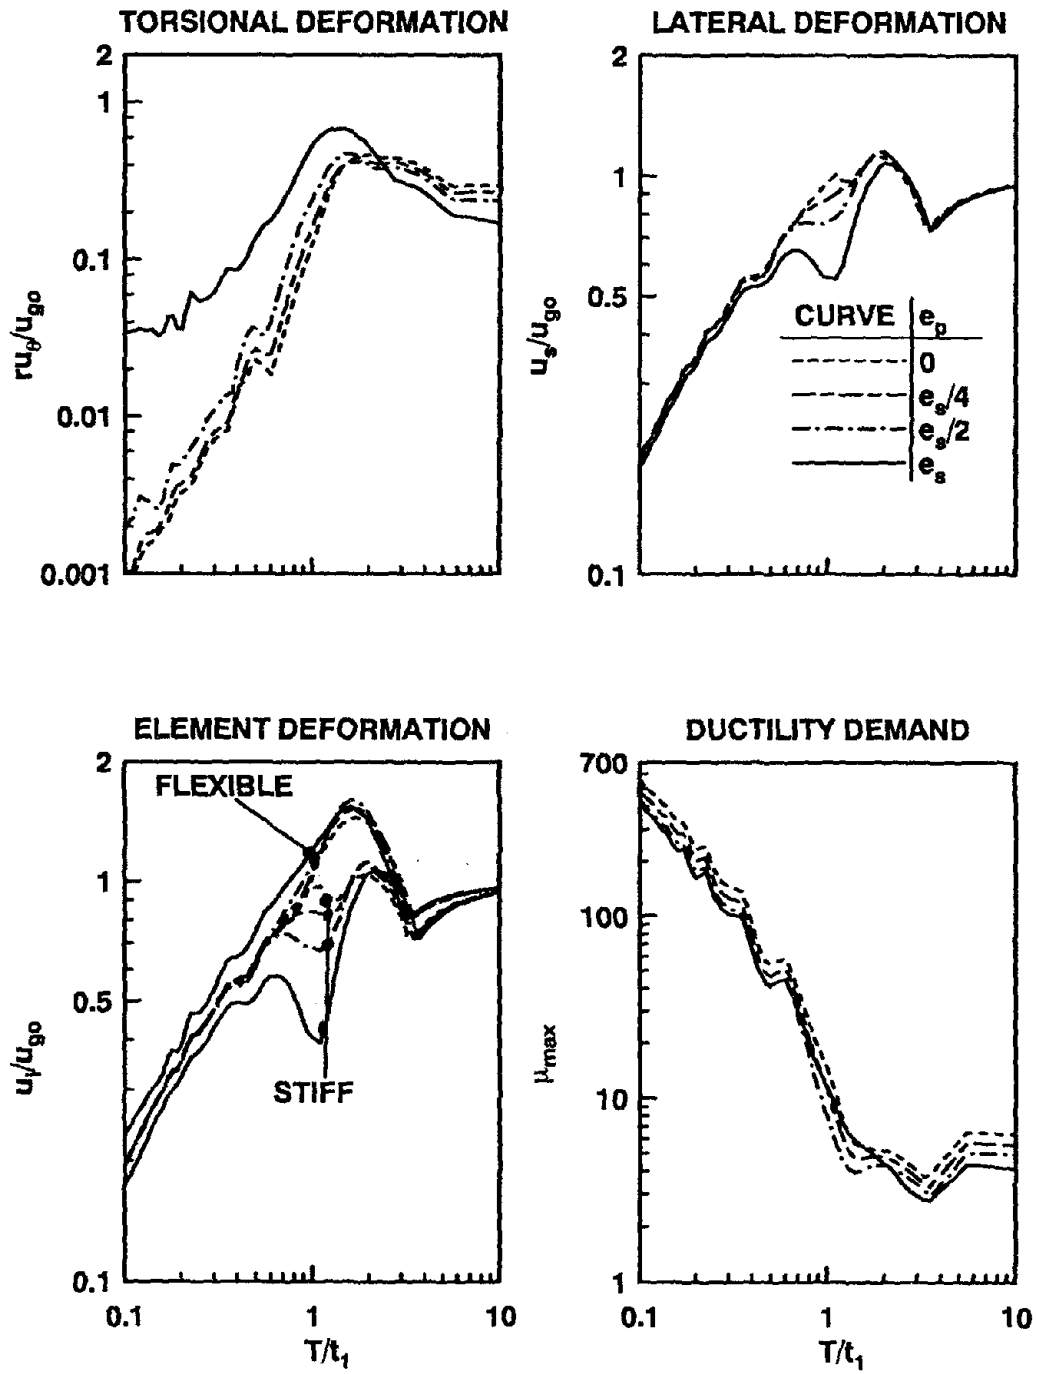 TORSIONAL DEFORMATION
2
1
0.1
0.01
0.001
ru_θ/u_go
LATERAL DEFORMATION
2
1
0.5
0.1
u_s/u_go
CURVE e_p
0
e_s/4
e_s/2
e_s
ELEMENT DEFORMATION
2
1
0.5
0.1
u_i/u_go
FLEXIBLE
STIFF
0.1 1 10
T/t_1
DUCTILITY DEMAND
700
100
10
1
μ_max
0.1 1 10
T/t_1